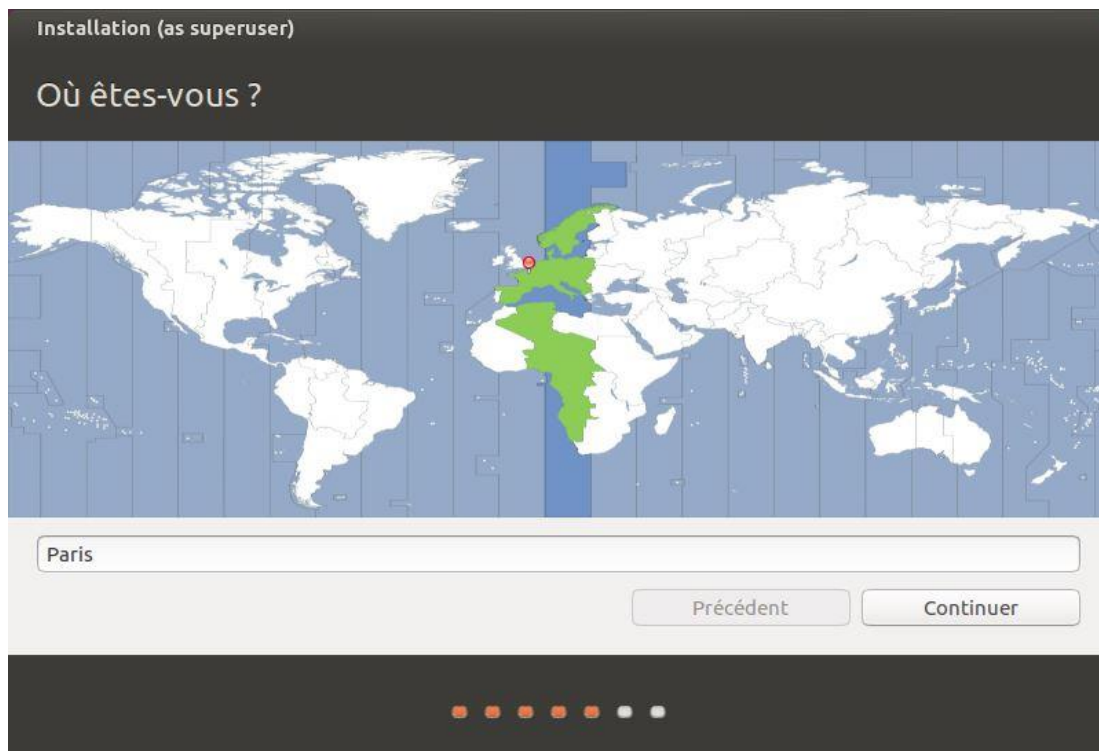 Installation (as superuser)
Où êtes-vous ?
Paris
Précédent
Continuer